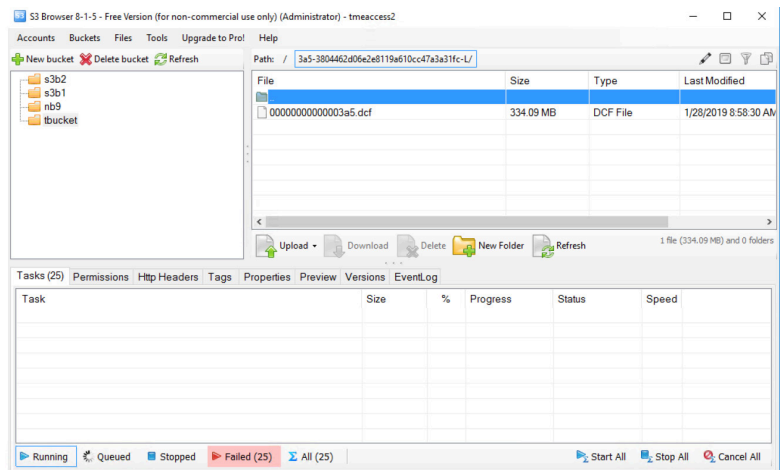 S3 Browser 8-1-5 - Free Version (for non-commercial use only) (Administrator) - tmeaccess2
Accounts Buckets Files Tools Upgrade to Pro! Help
New bucket Delete bucket Refresh
Path: / 3a5-3804462d06e2e8119a610cc47a3a31fc-L/
s3b2
s3b1
nb9
tbucket
File Size Type Last Modified
..
00000000000003a5.dcf 334.09 MB DCF File 1/28/2019 8:58:30 AM
Upload Download Delete New Folder Refresh
1 file (334.09 MB) and 0 folders
Tasks (25) Permissions Http Headers Tags Properties Preview Versions EventLog
Task Size % Progress Status Speed
Running Queued Stopped Failed (25) All (25) Start All Stop All Cancel All